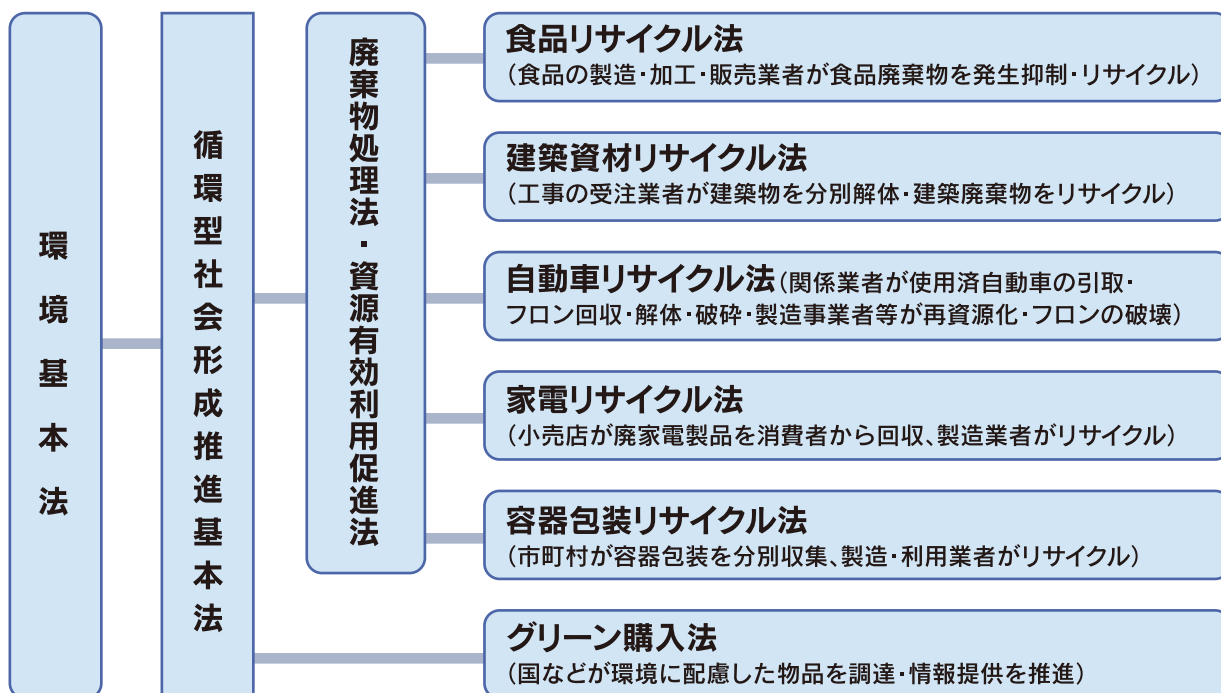 環境基本法
循環型社会形成推進基本法
廃棄物処理法・資源有効利用促進法
食品リサイクル法
（食品の製造・加工・販売業者が食品廃棄物を発生抑制・リサイクル）
建築資材リサイクル法
（工事の受注業者が建築物を分別解体・建築廃棄物をリサイクル）
自動車リサイクル法（関係業者が使用済自動車の引取・
フロン回収・解体・破砕・製造事業者等が再資源化・フロンの破壊）
家電リサイクル法
（小売店が廃家電製品を消費者から回収、製造業者がリサイクル）
容器包装リサイクル法
（市町村が容器包装を分別収集、製造・利用業者がリサイクル）
グリーン購入法
（国などが環境に配慮した物品を調達・情報提供を推進）